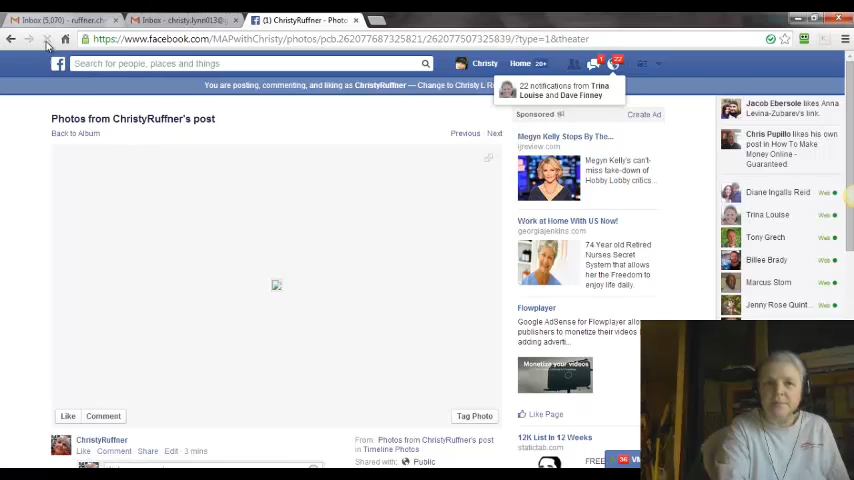 Inbox (5,070) - ruffner.ch
Inbox - christy.lynn013@g
(1) ChristyRuffner - Photo
https://www.facebook.com/MAPwithChristy/photos/pcb.262077687325821/262077507325839/?type=1&theater
Search for people, places and things
Christy
Home 20+
1
22
You are posting, commenting, and liking as ChristyRuffner — Change to Christy L R
22 notifications from Trina
Louise and Dave Finney
Photos from ChristyRuffner's post
Back to Album
Previous
Next
Sponsored
Create Ad
Megyn Kelly Stops By The...
ijreview.com
Megyn Kelly's can't-
miss take-down of
Hobby Lobby critics
Work at Home With US Now!
georgiajenkins.com
74 Year old Retired
Nurses Secret
System that allows
her the Freedom to
enjoy life daily.
Flowplayer
Google AdSense for Flowplayer allow
publishers to monetize their videos
adding adverti...
Monetize your videos
Like Page
12K List In 12 Weeks
statictab.com
FREE
36
VM
Jacob Ebersole likes Anna
Levina-Zubarev's link.
Chris Pupillo likes his own
post in How To Make
Money Online -
Guaranteed.
Diane Ingalls Reid Web
Trina Louise Web
Tony Grech Web
Billee Brady Web
Marcus Storn Web
Jenny Rose Quint... Web
Like
Comment
Tag Photo
ChristyRuffner
Like Comment Share Edit · 3 mins
From: Photos from ChristyRuffner's post
in Timeline Photos
Shared with: Public